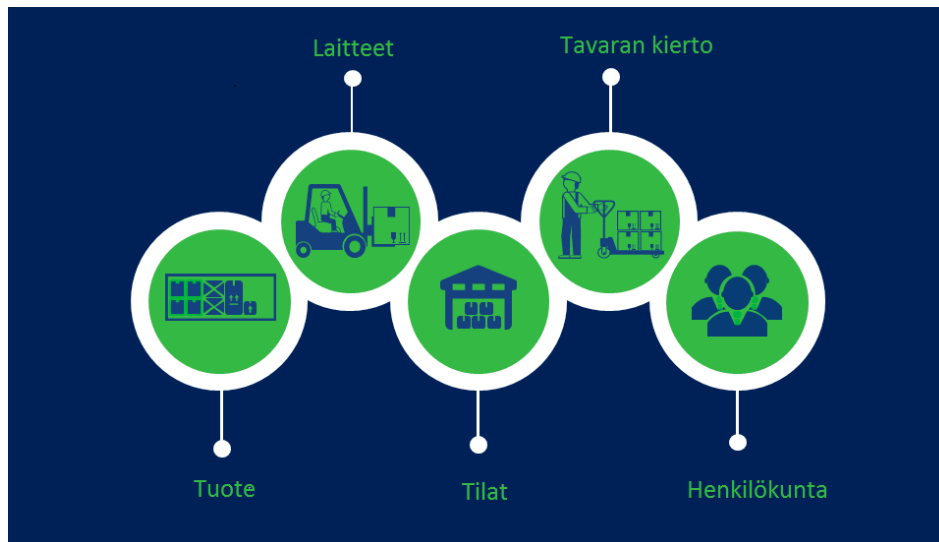 Laitteet
Tavaran kierto
Tuote
Tilat
Henkilökunta